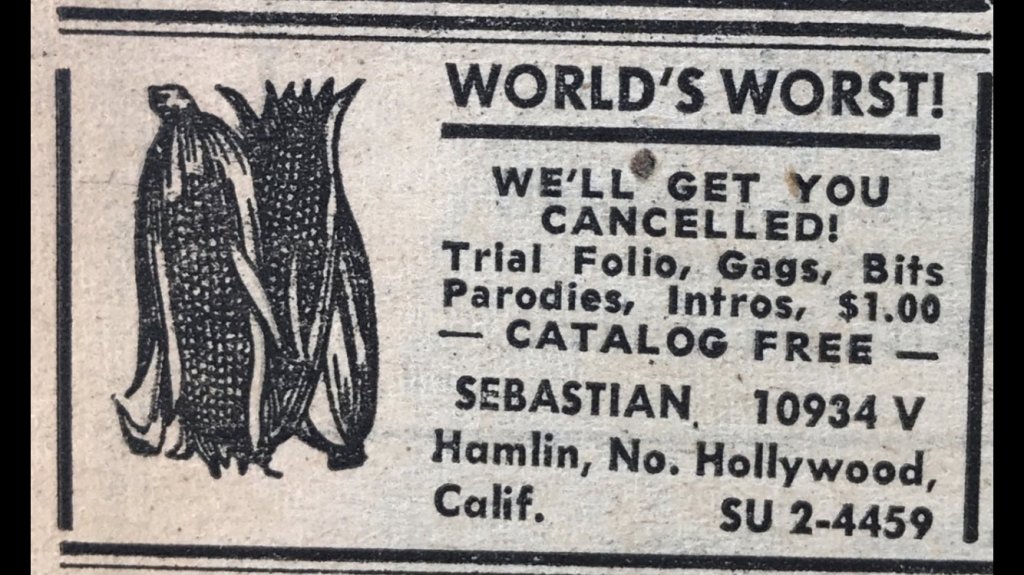 WORLD'S WORST!
WE'LL GET YOU
CANCELLED!
Trial Folio, Gags, Bits
Parodies, Intros, $1.00
— CATALOG FREE —
SEBASTIAN, 10934 V
Hamlin, No. Hollywood,
Calif. SU 2-4459